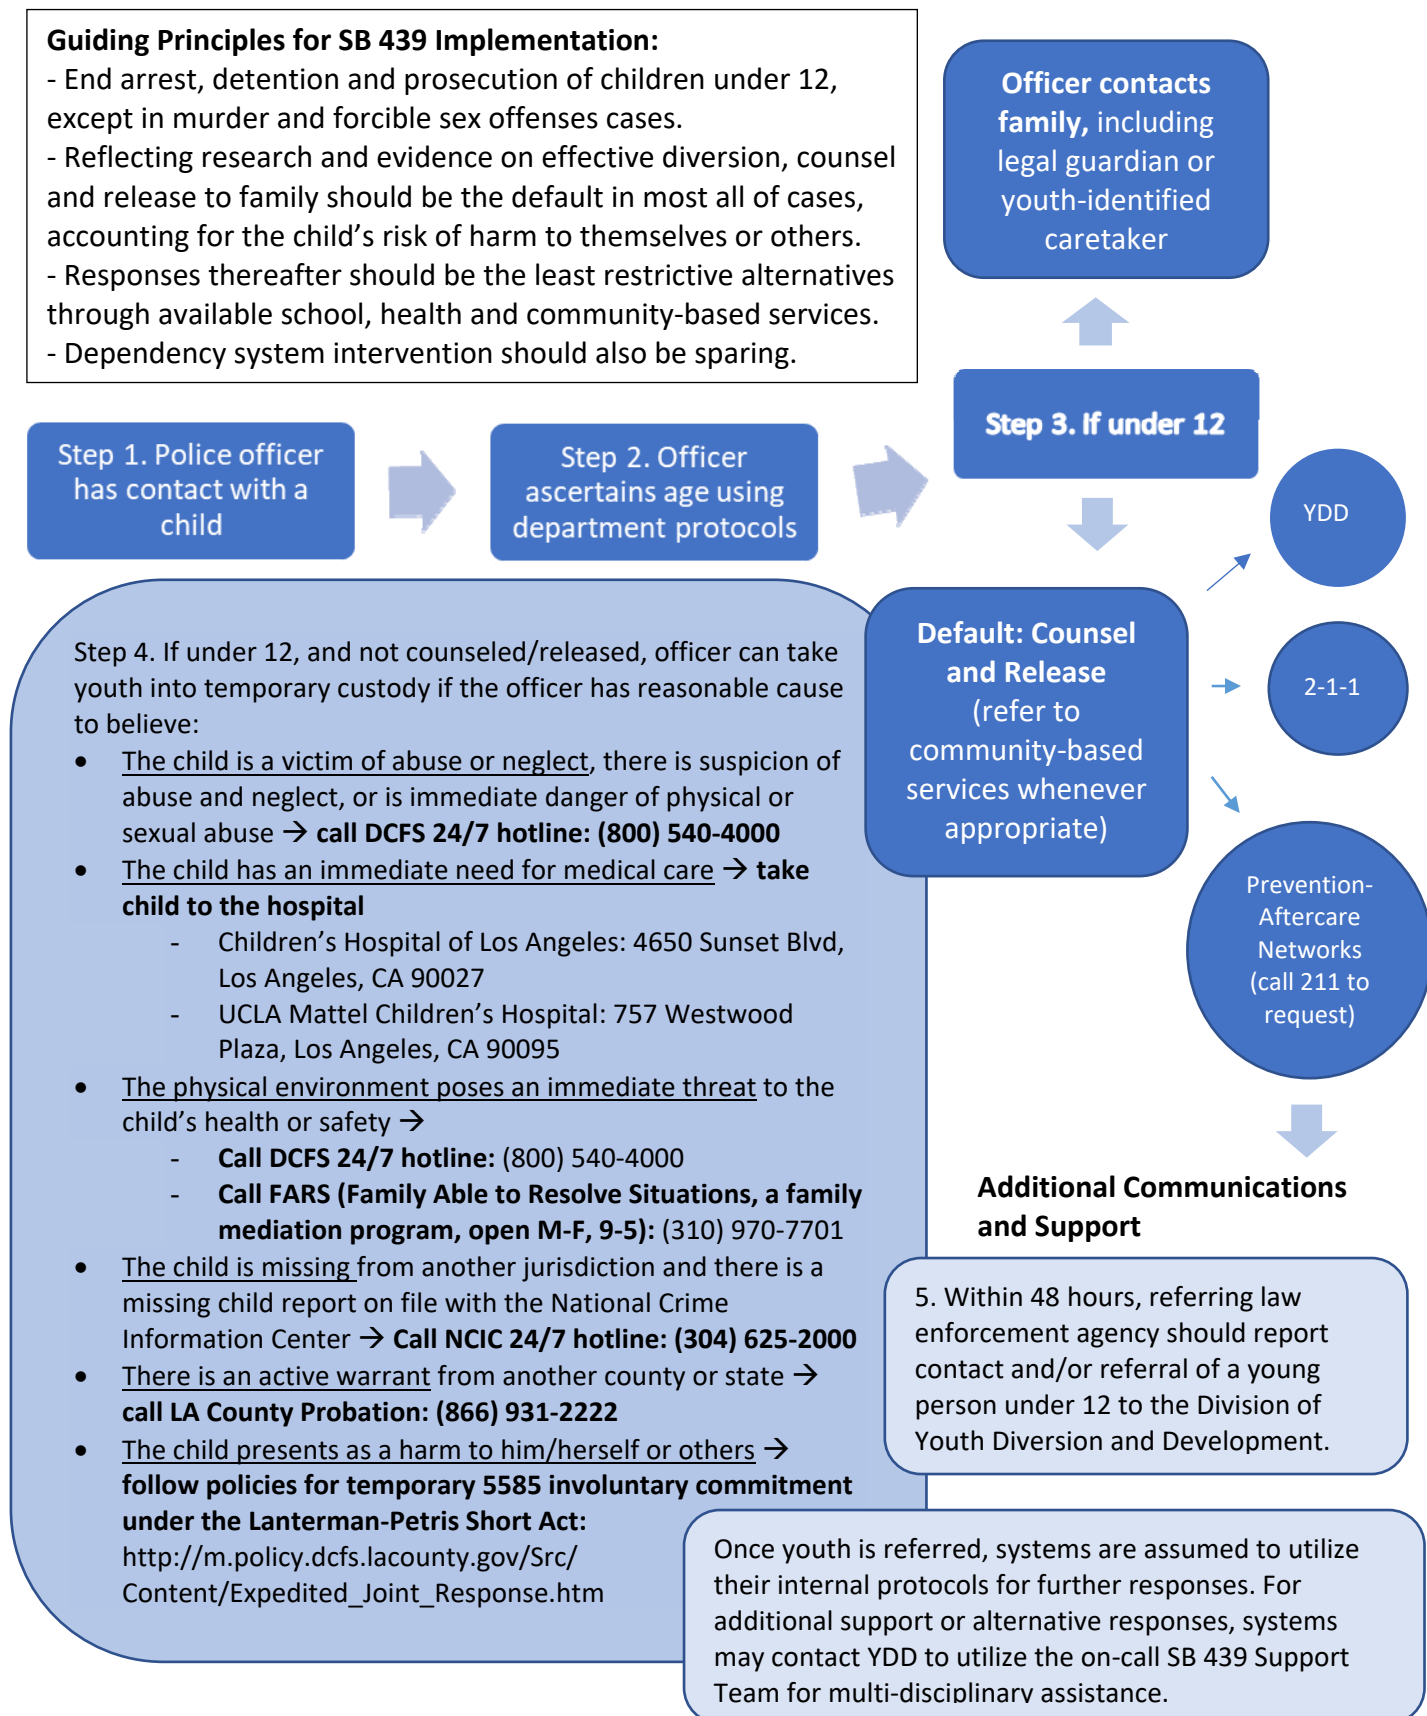 Guiding Principles for SB 439 Implementation:
- End arrest, detention and prosecution of children under 12,
except in murder and forcible sex offenses cases.
- Reflecting research and evidence on effective diversion, counsel
and release to family should be the default in most all of cases,
accounting for the child's risk of harm to themselves or others.
- Responses thereafter should be the least restrictive alternatives
through available school, health and community-based services.
- Dependency system intervention should also be sparing.
Officer contacts
family, including
legal guardian or
youth-identified
caretaker
Step 1. Police officer
has contact with a
child
Step 2. Officer
ascertains age using
department protocols
Step 3. If under 12
Default: Counsel
and Release
(refer to
community-based
services whenever
appropriate)
YDD
2-1-1
Prevention-
Aftercare
Networks
(call 211 to
request)
Step 4. If under 12, and not counseled/released, officer can take
youth into temporary custody if the officer has reasonable cause
to believe:
• The child is a victim of abuse or neglect, there is suspicion of
abuse and neglect, or is immediate danger of physical or
sexual abuse → call DCFS 24/7 hotline: (800) 540-4000
• The child has an immediate need for medical care → take
child to the hospital
- Children's Hospital of Los Angeles: 4650 Sunset Blvd,
Los Angeles, CA 90027
- UCLA Mattel Children's Hospital: 757 Westwood
Plaza, Los Angeles, CA 90095
• The physical environment poses an immediate threat to the
child's health or safety →
- Call DCFS 24/7 hotline: (800) 540-4000
- Call FARS (Family Able to Resolve Situations, a family
mediation program, open M-F, 9-5): (310) 970-7701
• The child is missing from another jurisdiction and there is a
missing child report on file with the National Crime
Information Center → Call NCIC 24/7 hotline: (304) 625-2000
• There is an active warrant from another county or state →
call LA County Probation: (866) 931-2222
• The child presents as a harm to him/herself or others →
follow policies for temporary 5585 involuntary commitment
under the Lanterman-Petris Short Act:
http://m.policy.dcfs.lacounty.gov/Src/
Content/Expedited_Joint_Response.htm
Additional Communications
and Support
5. Within 48 hours, referring law
enforcement agency should report
contact and/or referral of a young
person under 12 to the Division of
Youth Diversion and Development.
Once youth is referred, systems are assumed to utilize
their internal protocols for further responses. For
additional support or alternative responses, systems
may contact YDD to utilize the on-call SB 439 Support
Team for multi-disciplinary assistance.